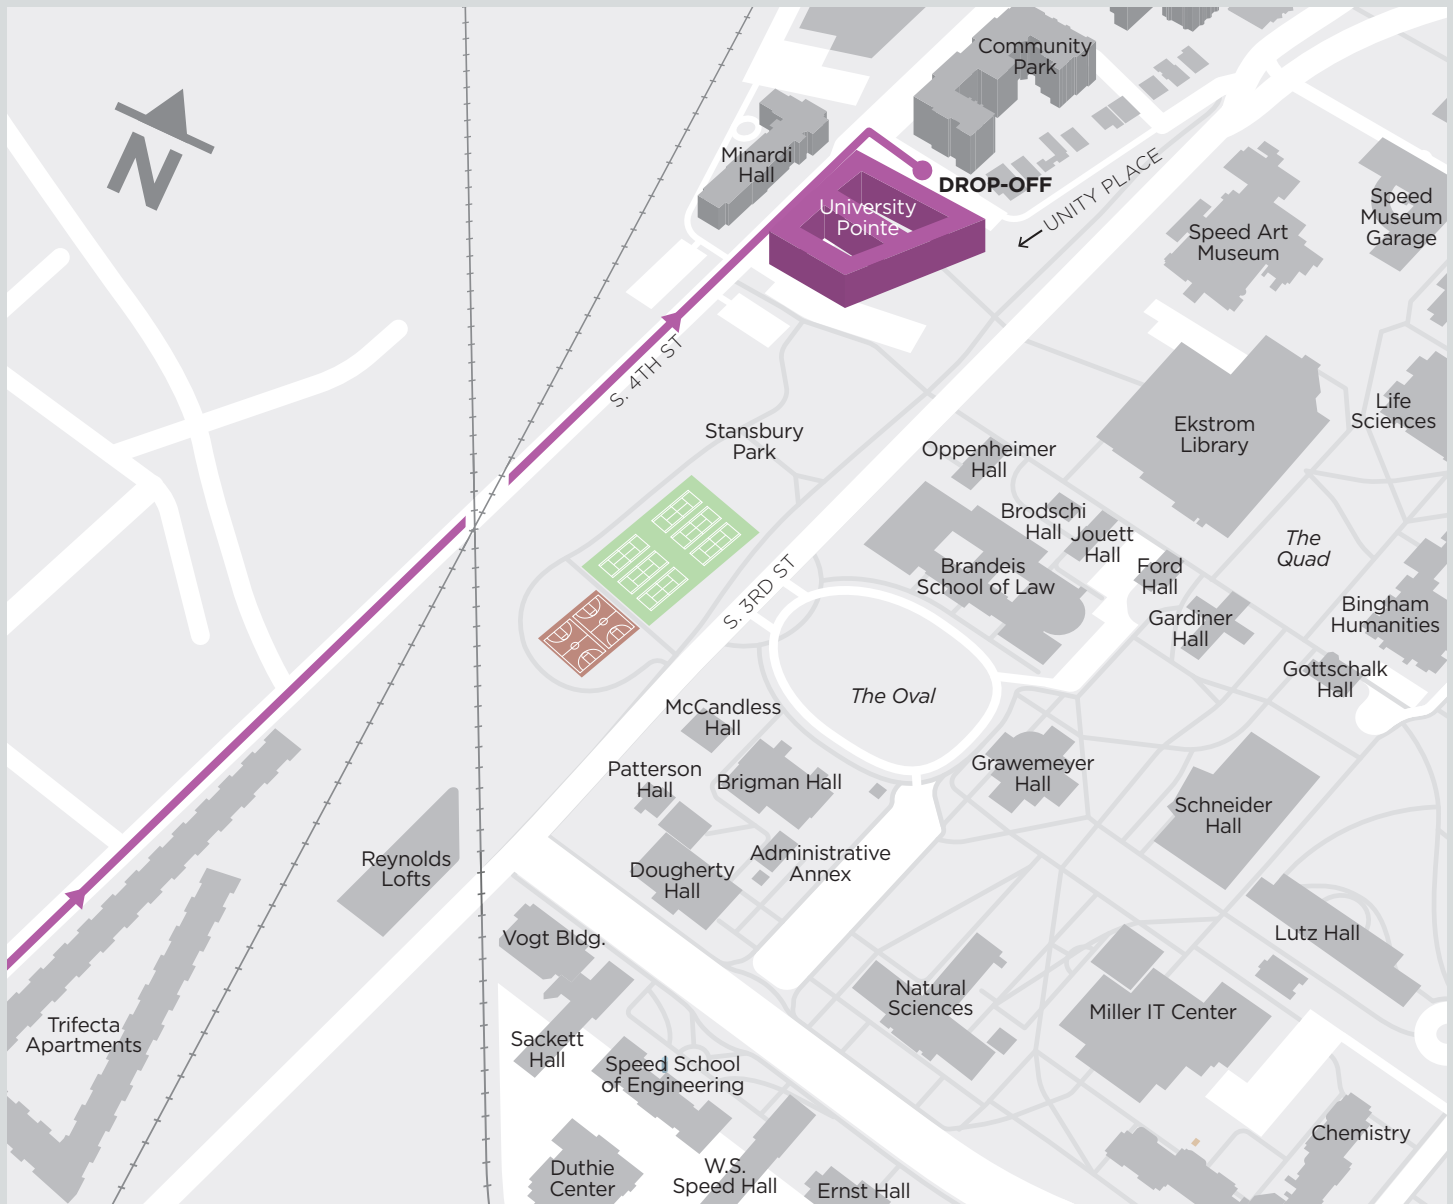 Community
Park
N
Minardi
Hall
DROP-OFF
University
Pointe
UNITY PLACE
Speed
Museum
Garage
Speed Art
Museum
S. 4TH ST
Stansbury
Park
Oppenheimer
Hall
Ekstrom
Library
Life
Sciences
Brodschi
Hall
Jouett
Hall
The
Quad
Brandeis
School of Law
Ford
Hall
S. 3RD ST
Gardiner
Hall
Bingham
Humanities
Gottschalk
Hall
The Oval
McCandless
Hall
Patterson
Hall
Brigman Hall
Grawemeyer
Hall
Schneider
Hall
Reynolds
Lofts
Administrative
Annex
Dougherty
Hall
Vogt Bldg.
Lutz Hall
Natural
Sciences
Miller IT Center
Trifecta
Apartments
Sackett
Hall
Speed School
of Engineering
Chemistry
Duthie
Center
W.S.
Speed Hall
Ernst Hall